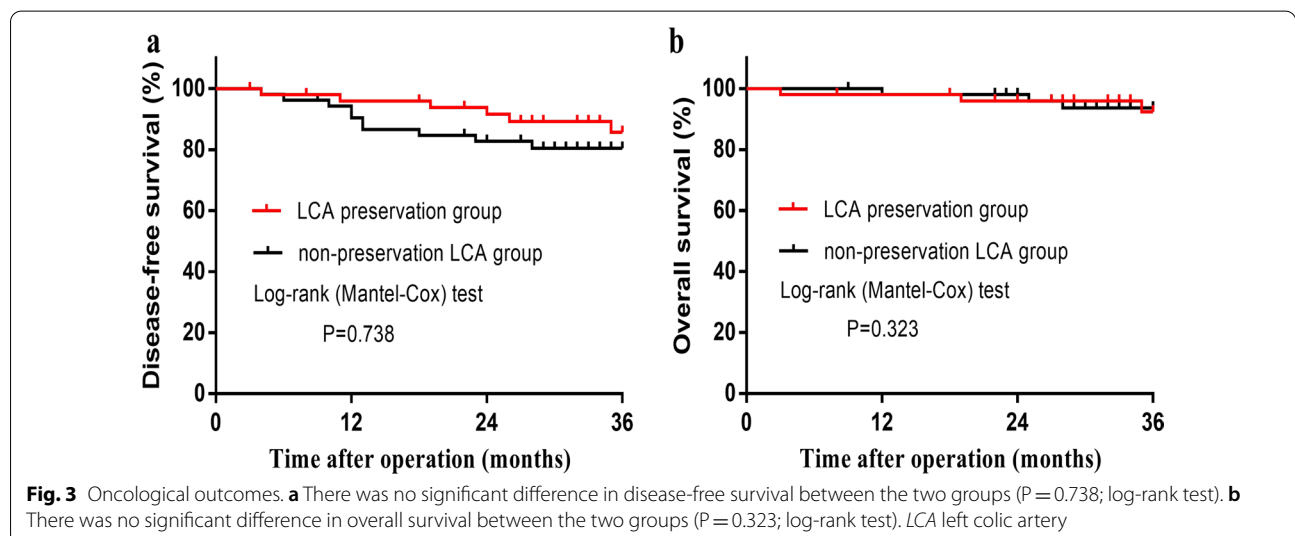 a
Disease-free survival (%)
100
80
60
40
20
0
LCA preservation group
non-preservation LCA group
Log-rank (Mantel-Cox) test
P=0.738
0 12 24 36
Time after operation (months)
b
Overall survival (%)
100
80
60
40
20
0
LCA preservation group
non-preservation LCA group
Log-rank (Mantel-Cox) test
P=0.323
0 12 24 36
Time after operation (months)
Fig. 3 Oncological outcomes. a There was no significant difference in disease-free survival between the two groups (P = 0.738; log-rank test). b
There was no significant difference in overall survival between the two groups (P = 0.323; log-rank test). LCA left colic artery